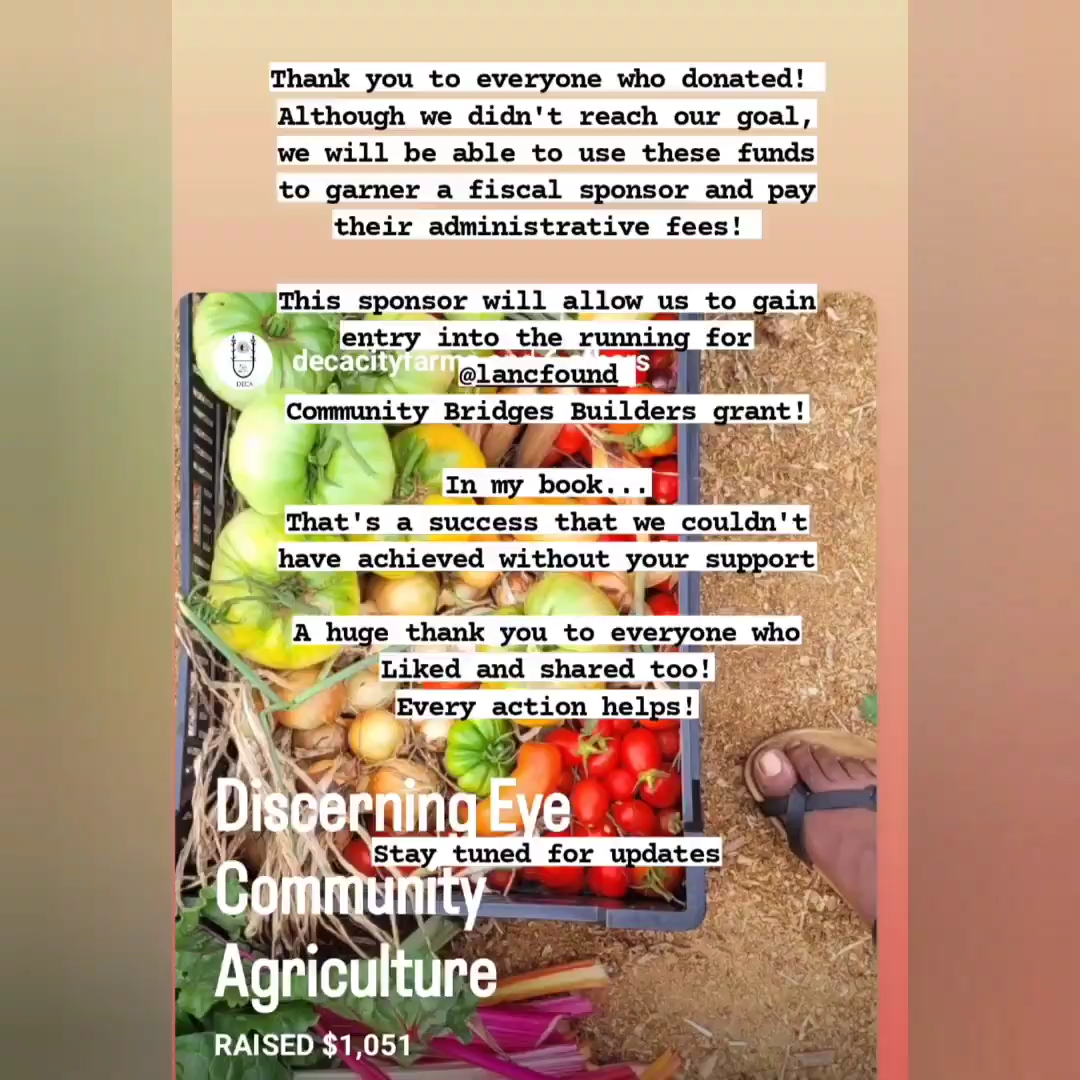 Thank you to everyone who donated!
Although we didn't reach our goal,
we will be able to use these funds
to garner a fiscal sponsor and pay
their administrative fees!
This sponsor will allow us to gain
entry into the running for
decacityfarms and
@lancfound
Community Bridges Builders grant!
In my book...
That's a success that we couldn't
have achieved without your support
A huge thank you to everyone who
Liked and shared too!
Every action helps!
Discerning Eye
Stay tuned for updates
Community
Agriculture
RAISED $1,051
DECA